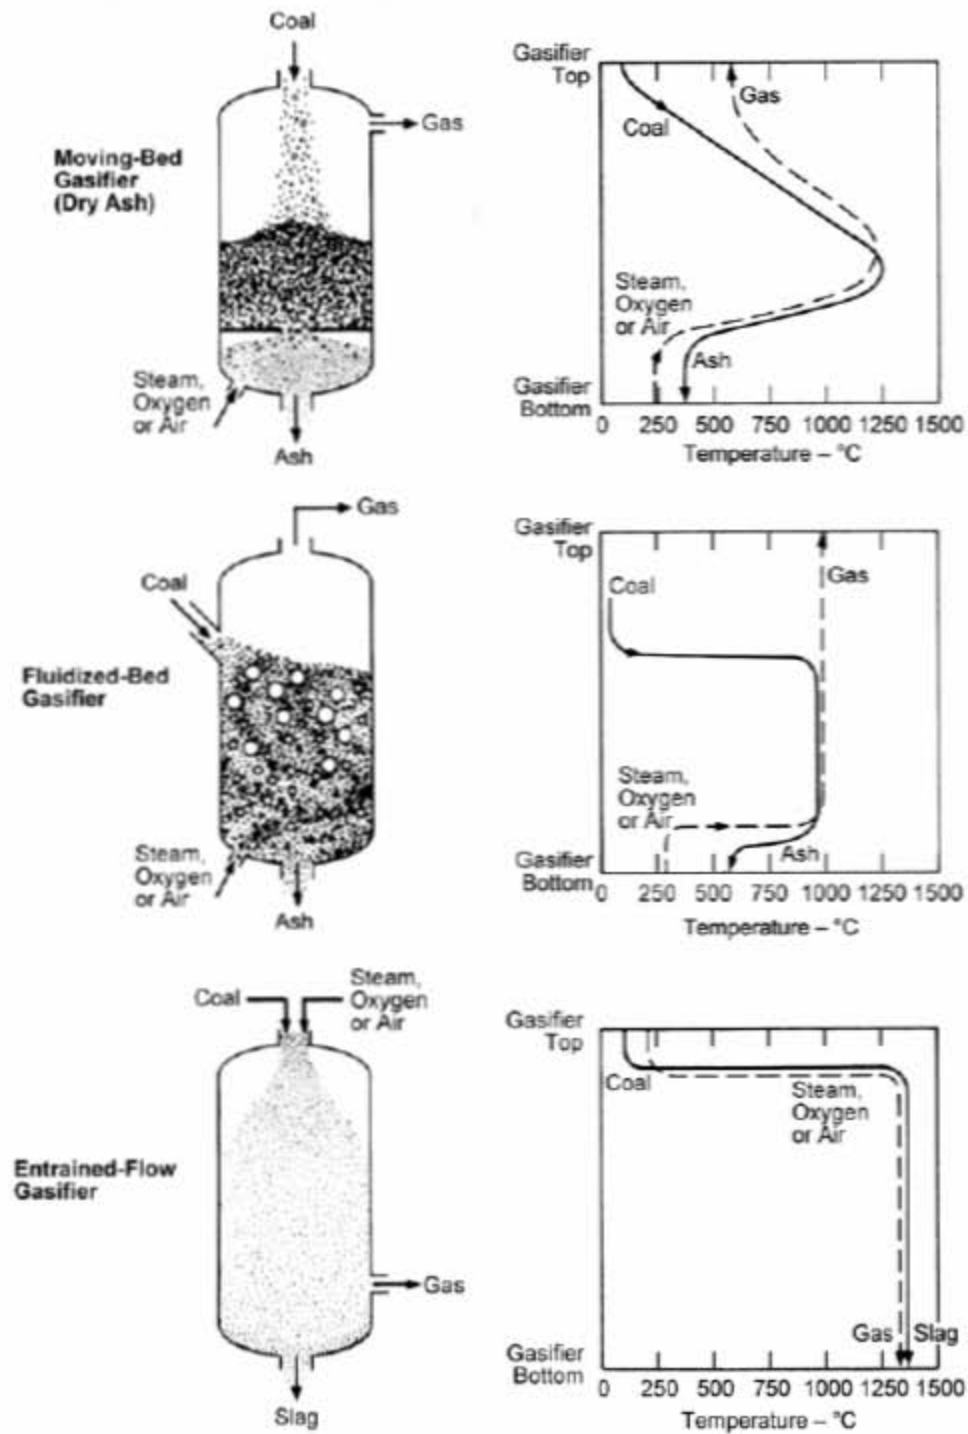 Coal
Gas
Moving-Bed
Gasifier
(Dry Ash)
Steam,
Oxygen
or Air
Ash
Gasifier
Top
Gas
Coal
Steam,
Oxygen
or Air
Ash
Gasifier
Bottom
0 250 500 750 1000 1250 1500
Temperature – °C
Gas
Coal
Fluidized-Bed
Gasifier
Steam,
Oxygen
or Air
Ash
Gasifier
Top
Coal
Gas
Steam,
Oxygen
or Air
Ash
Gasifier
Bottom
0 250 500 750 1000 1250 1500
Temperature – °C
Coal
Steam,
Oxygen
or Air
Entrained-Flow
Gasifier
Gas
Slag
Gasifier
Top
Coal
Steam,
Oxygen
or Air
Gas
Slag
Gasifier
Bottom
0 250 500 750 1000 1250 1500
Temperature – °C